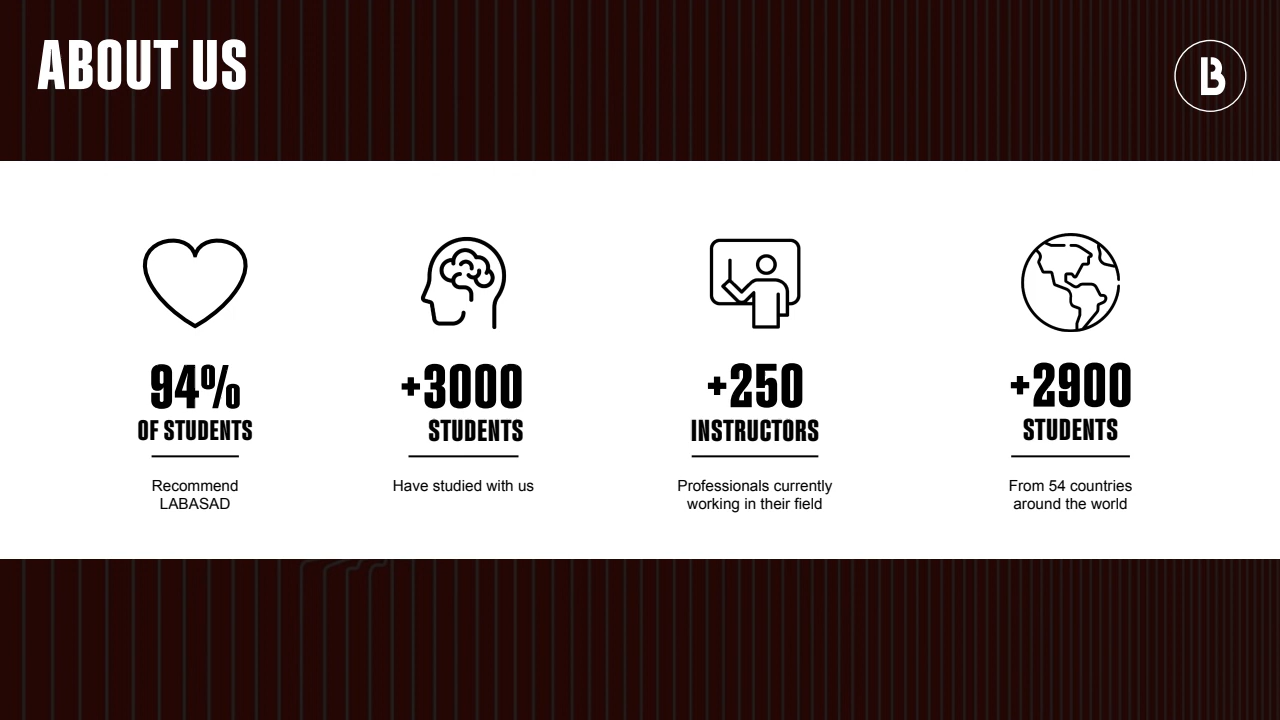 ABOUT US
B
94%
OF STUDENTS
Recommend
LABASAD
+3000
STUDENTS
Have studied with us
+250
INSTRUCTORS
Professionals currently
working in their field
+2900
STUDENTS
From 54 countries
around the world